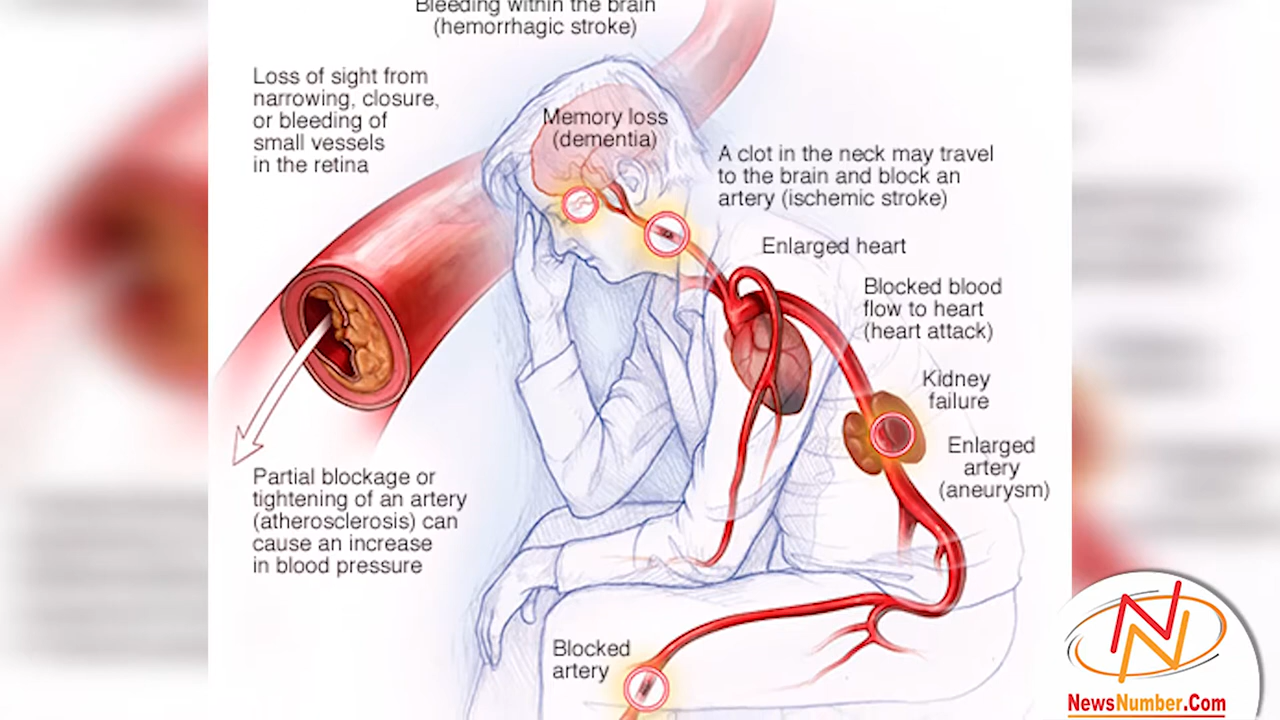 Bleeding within the brain
(hemorrhagic stroke)
Loss of sight from
narrowing, closure,
or bleeding of
small vessels
in the retina
Memory loss
(dementia)
A clot in the neck may travel
to the brain and block an
artery (ischemic stroke)
Enlarged heart
Blocked blood
flow to heart
(heart attack)
Kidney
failure
Enlarged
artery
(aneurysm)
Partial blockage or
tightening of an artery
(atherosclerosis) can
cause an increase
in blood pressure
Blocked
artery
NN
NewsNumber.Com